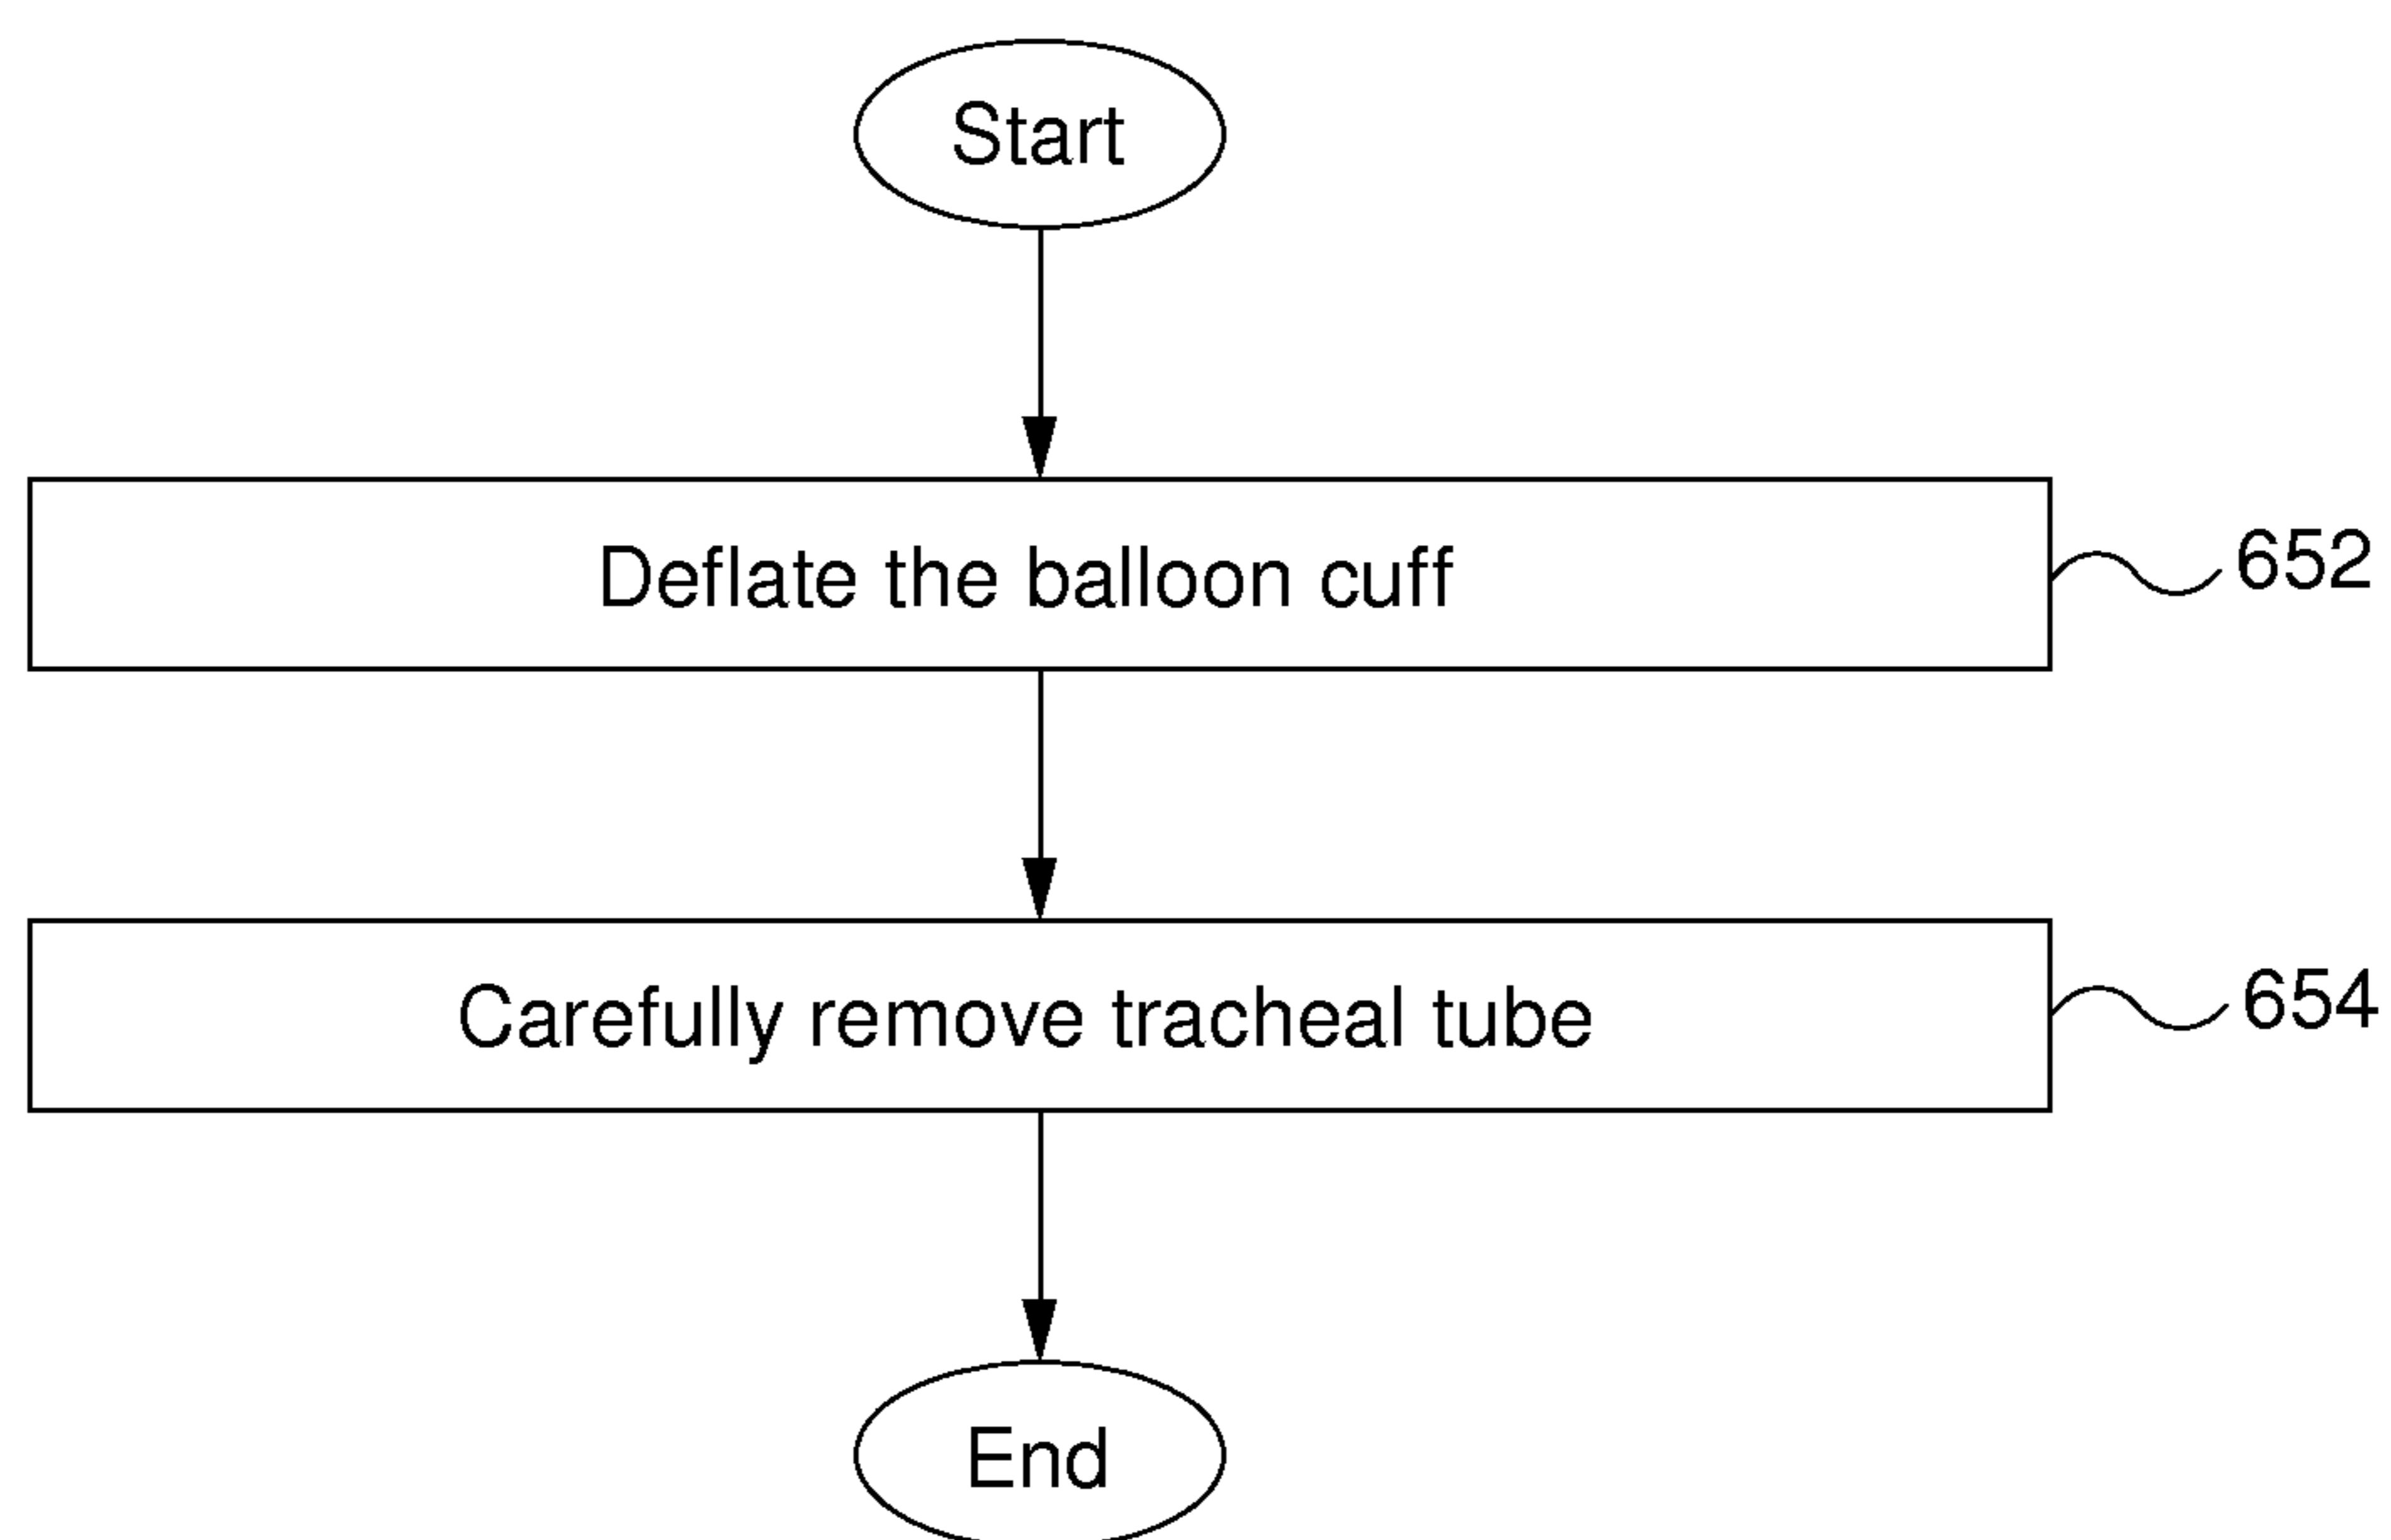 Start
Deflate the balloon cuff
652
Carefully remove tracheal tube
654
End